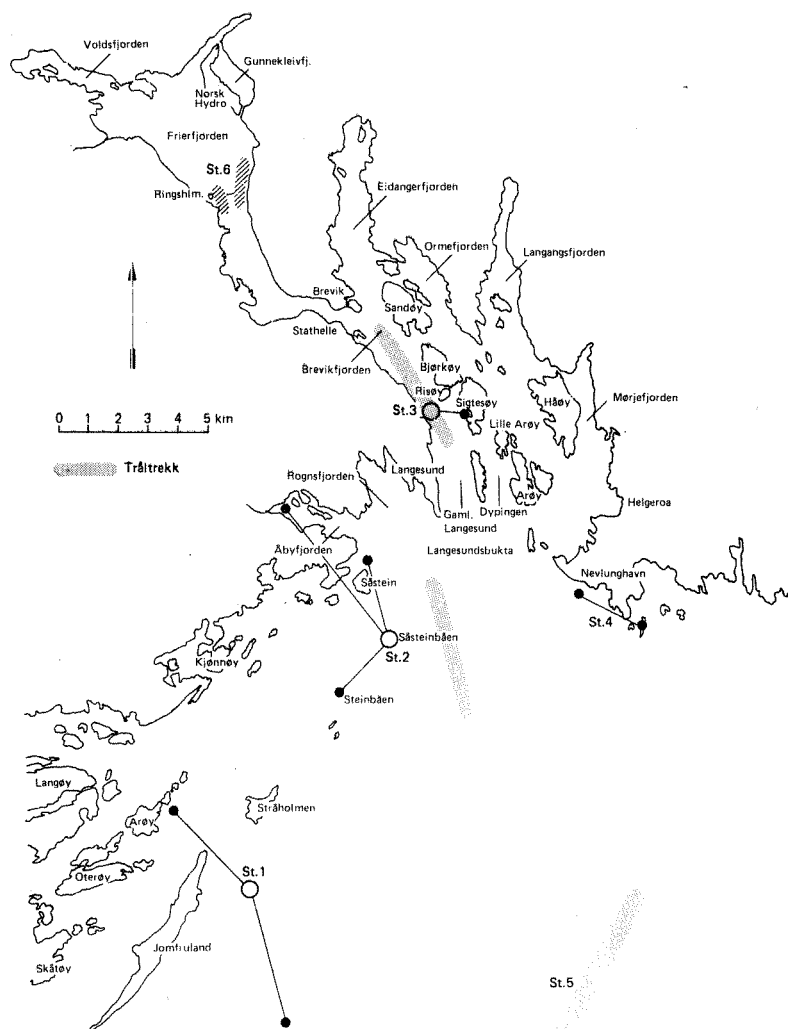 Voldsfjorden
Gunnekleivfj.
Norsk
Hydro
Frierfjorden
St.6
Ringshlm.
Eidangerfjorden
Ormefjorden
Langangsfjorden
Brevik
Sandøy
Stathelle
Brevikfjorden
Bjørkøy
Risøy
Sigtesøy
Håøy
Mørjefjorden
St.3
Lille Arøy
0 1 2 3 4 5 km
Tråltrekk
Rognsfjorden
Langesund
Arøy
Gaml.
Langesund
Dypingen
Helgeroa
Langesundsbukta
Åbyfjorden
Såstein
Nevlunghavn
St.4
Såsteinbåen
St.2
Kjønnøy
Steinbåen
Langøy
Stråholmen
Arøy
Oterøy
St.1
Jomfruland
Skåtøy
St.5